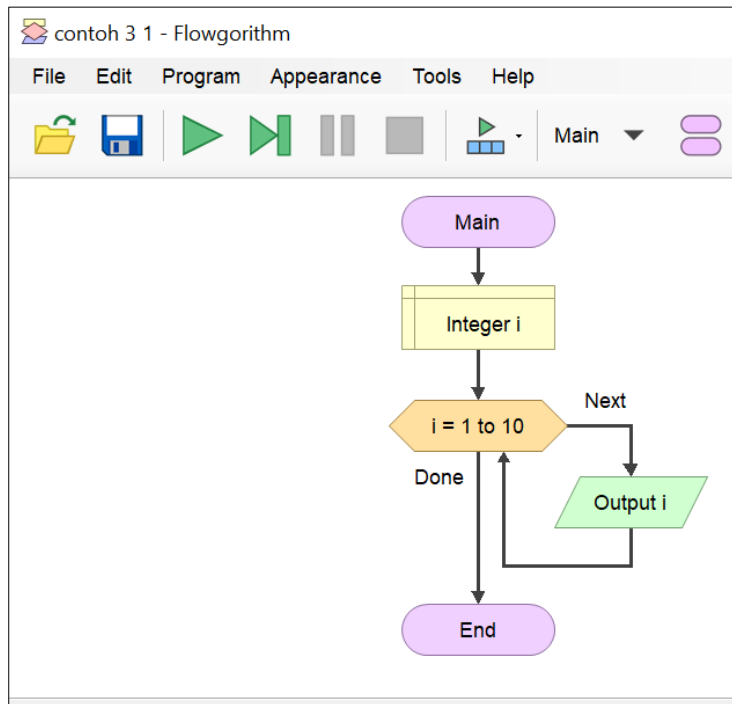 contoh 3 1 - Flowgorithm
File Edit Program Appearance Tools Help
Main
Main
Integer i
i = 1 to 10
Next
Done
Output i
End